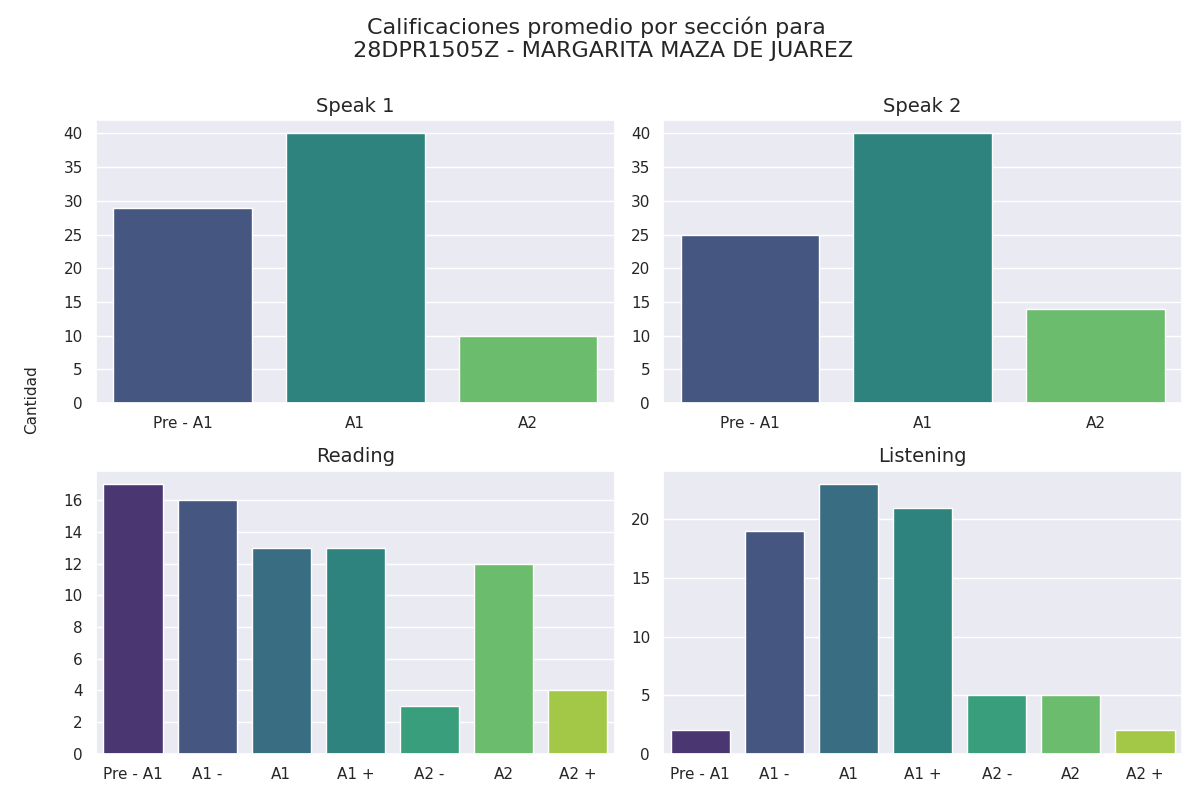 Calificaciones promedio por sección para
28DPR1505Z - MARGARITA MAZA DE JUAREZ
Speak 1
40
35
30
25
20
15
10
5
0
Pre - A1 A1 A2
Speak 2
40
35
30
25
20
15
10
5
0
Pre - A1 A1 A2
Cantidad
Reading
16
14
12
10
8
6
4
2
0
Pre - A1 A1 - A1 A1 + A2 - A2 A2 +
Listening
20
15
10
5
0
Pre - A1 A1 - A1 A1 + A2 - A2 A2 +